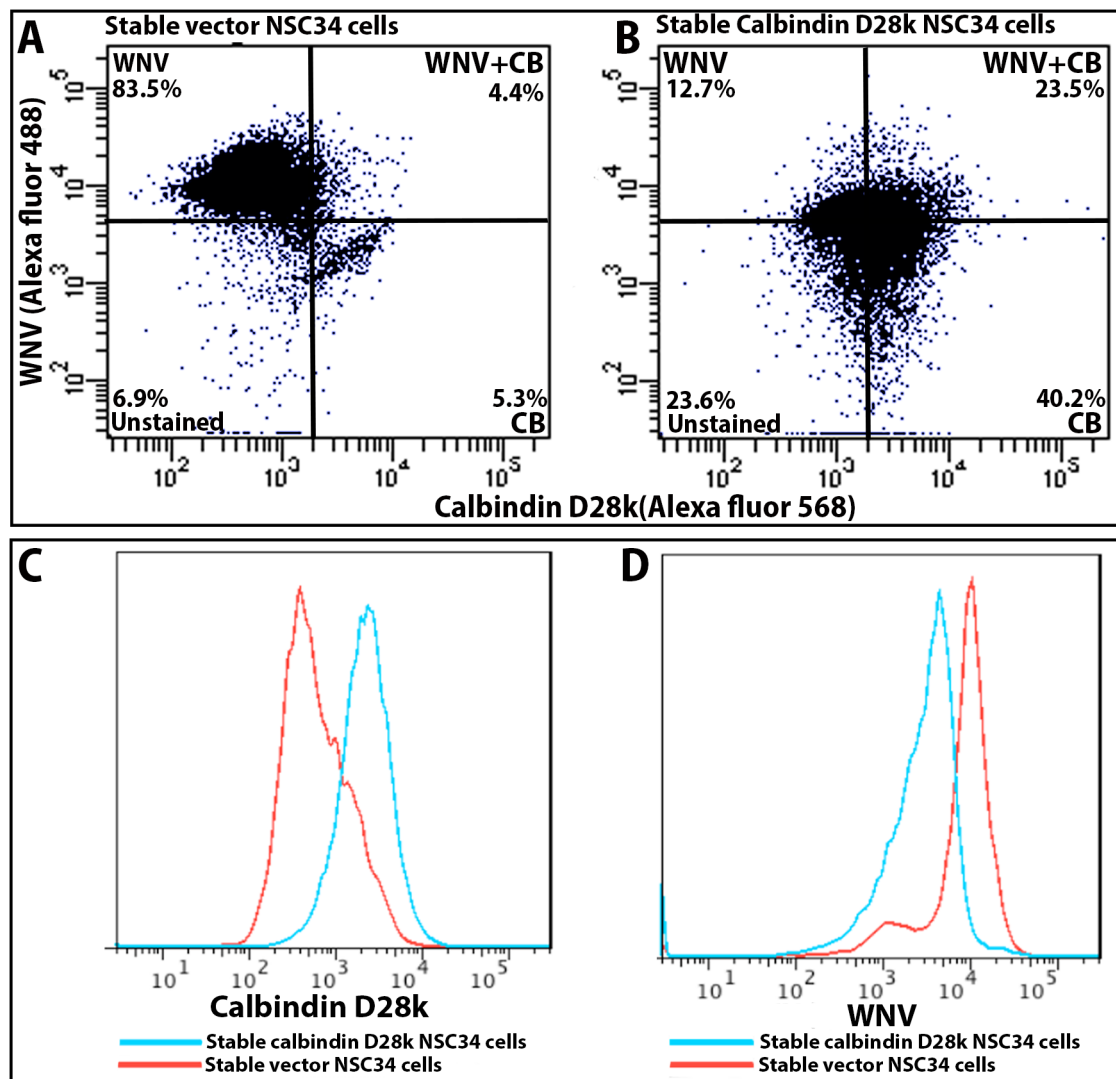 A
Stable vector NSC34 cells
WNV
83.5%
WNV+CB
4.4%
10^5
10^4
10^3
10^2
6.9%
Unstained
5.3%
CB
10^2
10^3
10^4
10^5
WNV (Alexa fluor 488)
B
Stable Calbindin D28k NSC34 cells
WNV
12.7%
WNV+CB
23.5%
10^5
10^4
10^3
10^2
23.6%
Unstained
40.2%
CB
10^2
10^3
10^4
10^5
Calbindin D28k(Alexa fluor 568)
C
10^1
10^2
10^3
10^4
10^5
Calbindin D28k
Stable calbindin D28k NSC34 cells
Stable vector NSC34 cells
D
10^1
10^2
10^3
10^4
10^5
WNV
Stable calbindin D28k NSC34 cells
Stable vector NSC34 cells